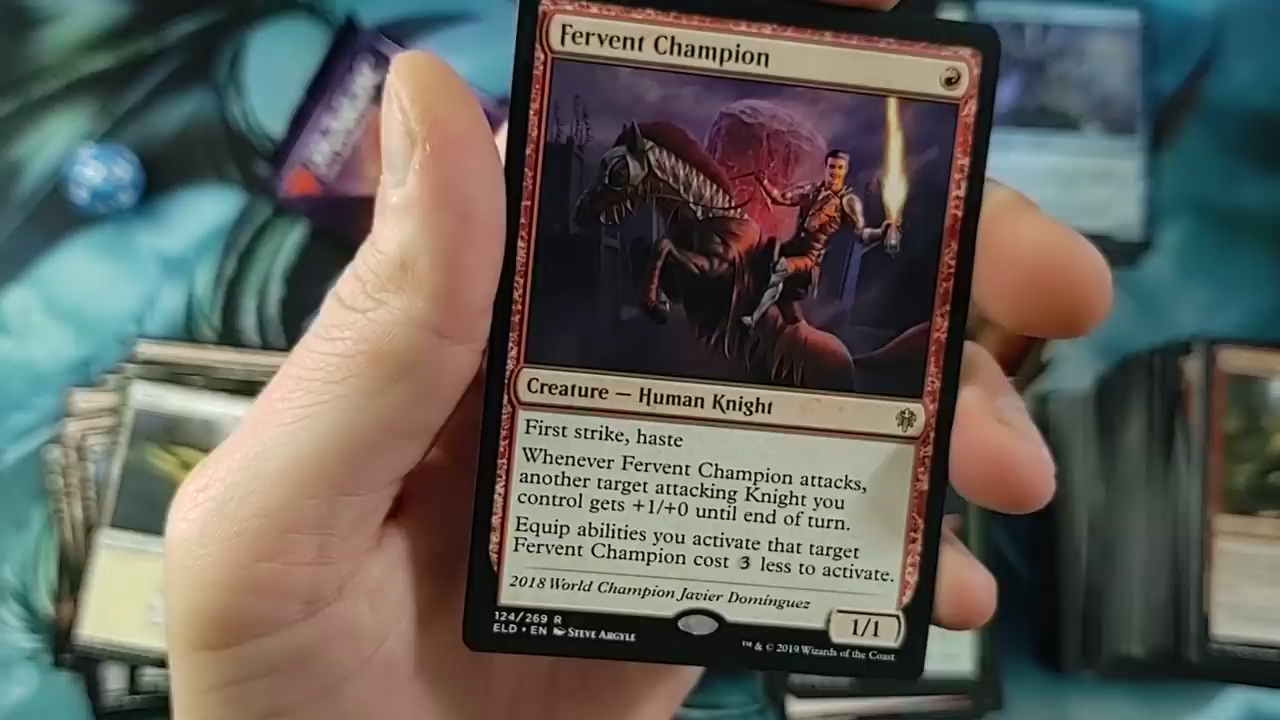 Fervent Champion
Creature — Human Knight
First strike, haste
Whenever Fervent Champion attacks,
another target attacking Knight you
control gets +1/+0 until end of turn.
Equip abilities you activate that target
Fervent Champion cost 3 less to activate.
2018 World Champion Javier Domínguez
1/1
124/269 R
ELD • EN Steve Argyle
™ & © 2019 Wizards of the Coast